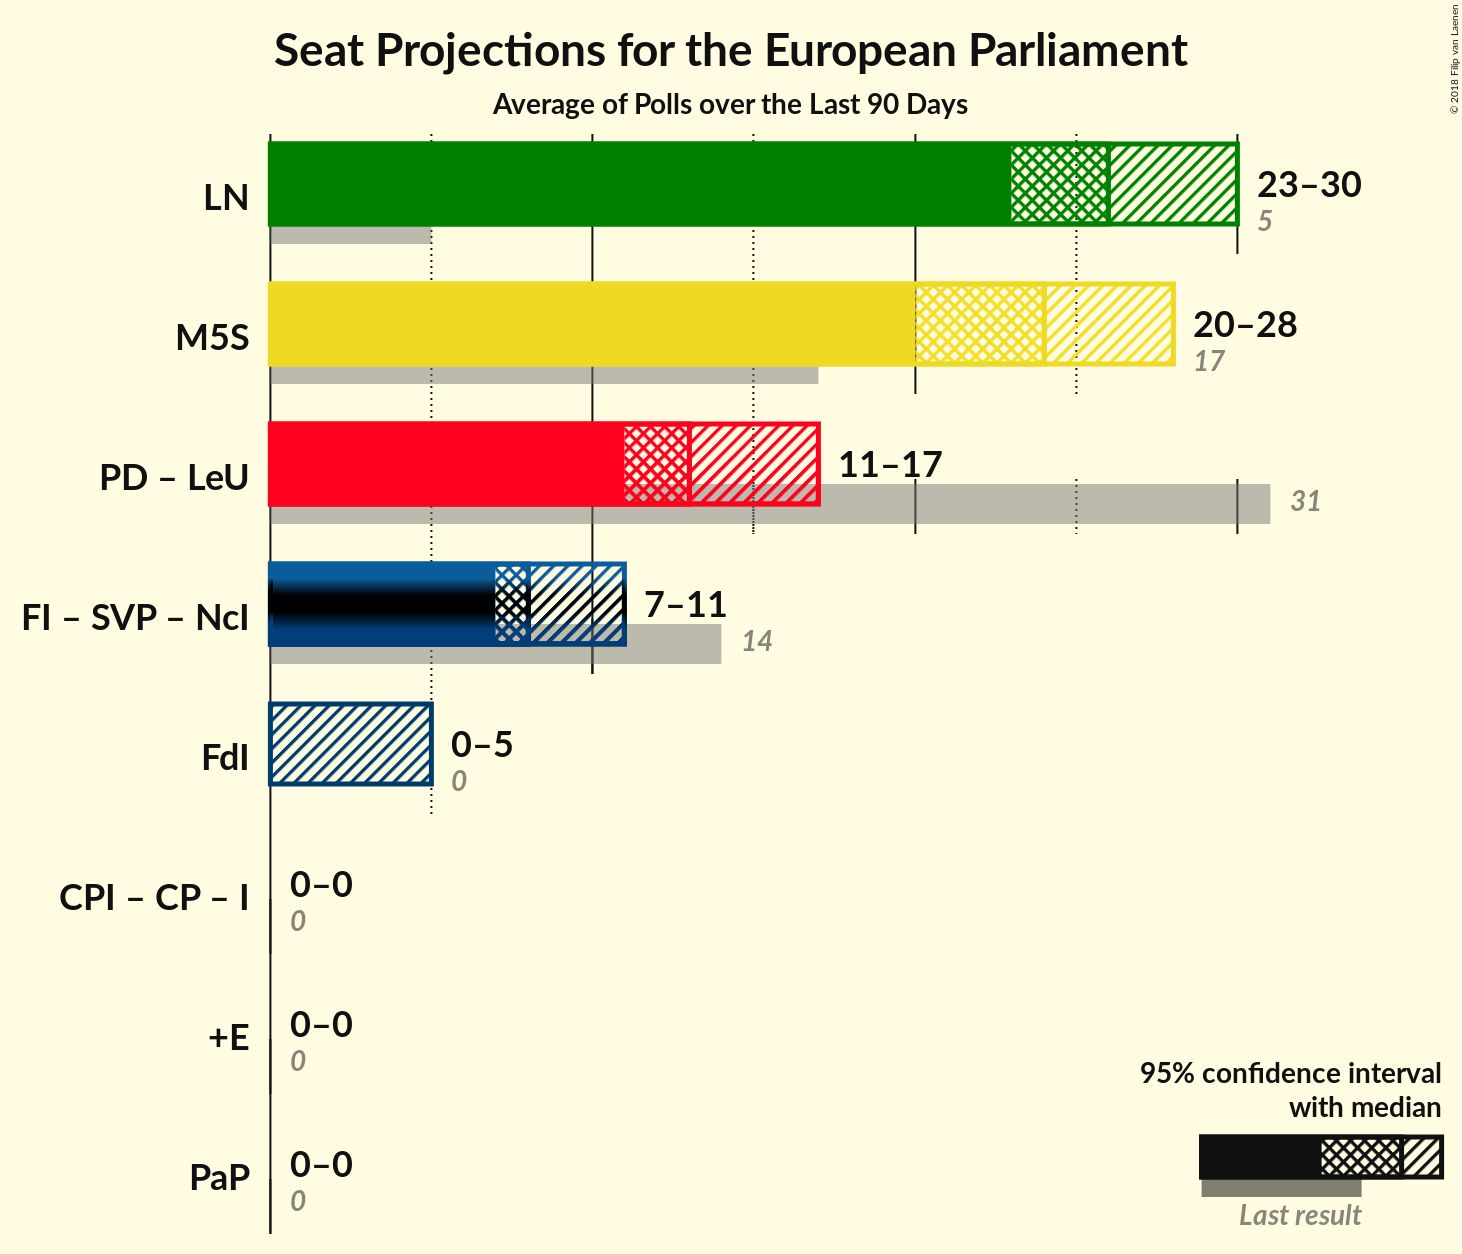 Seat Projections for the European Parliament
Average of Polls over the Last 90 Days
© 2018 Filip van Laenen
LN
23–30
5
M5S
20–28
17
PD – LeU
11–17
31
FI – SVP – NcI
7–11
14
FdI
0–5
0
CPI – CP – I
0–0
0
+E
0–0
0
PaP
0–0
0
95% confidence interval
with median
Last result